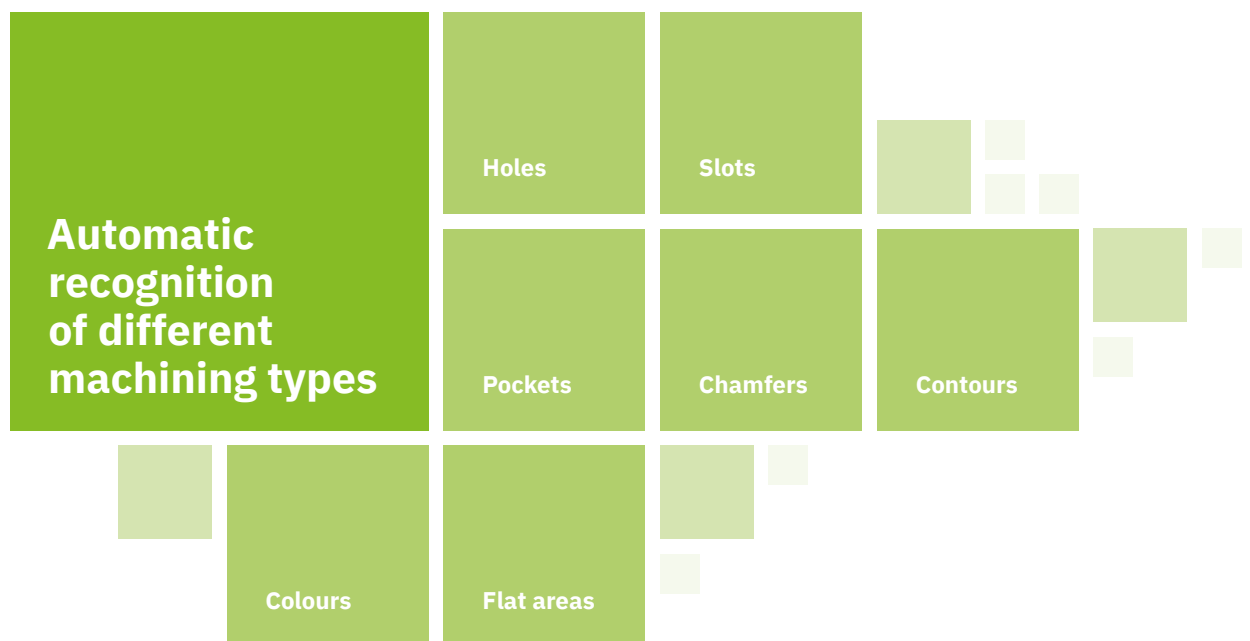 Automatic
recognition
of different
machining types
Holes
Slots
Pockets
Chamfers
Contours
Colours
Flat areas